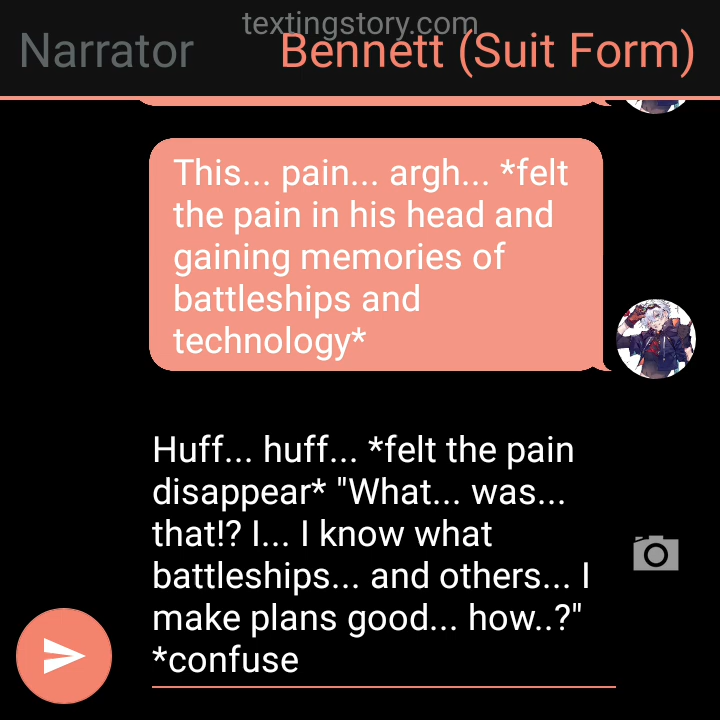 textingstory.com
Narrator
Bennett (Suit Form)
This... pain... argh... *felt
the pain in his head and
gaining memories of
battleships and
technology*
Huff... huff... *felt the pain
disappear* "What... was...
that!? I... I know what
battleships... and others... I
make plans good... how..?"
*confuse